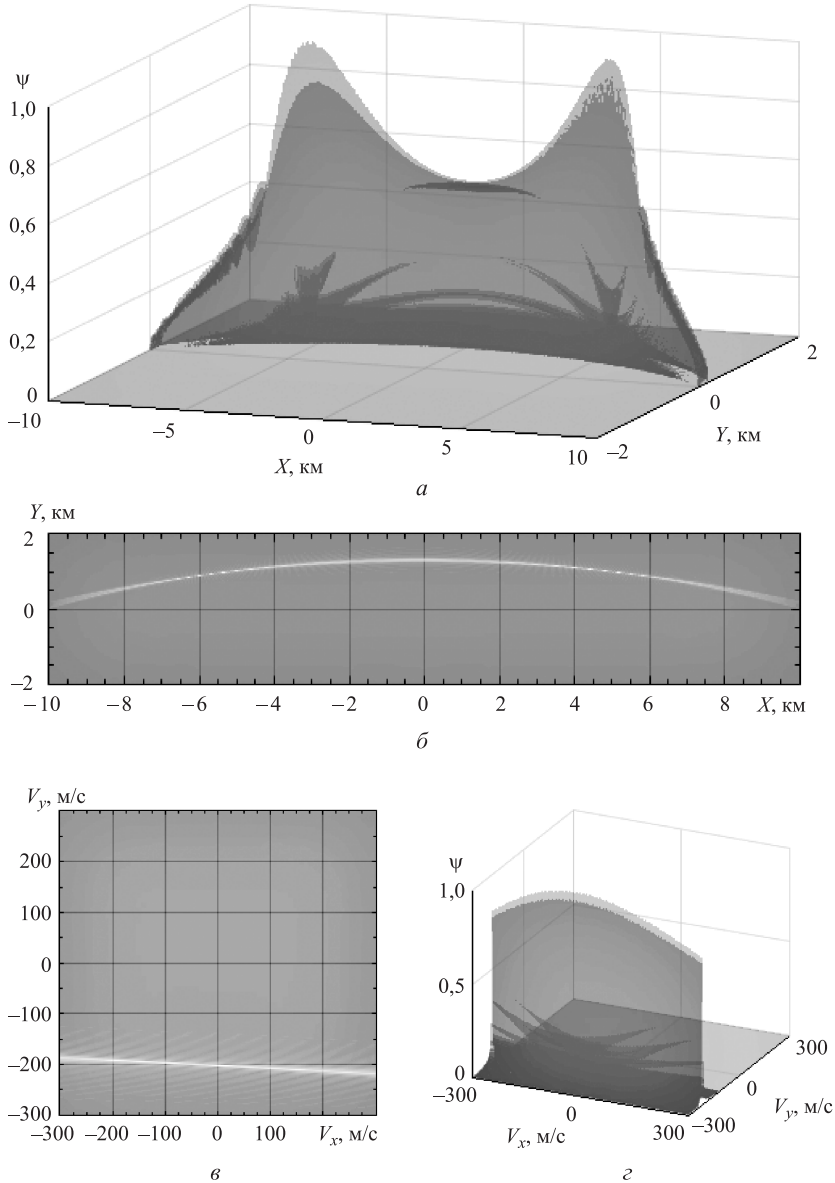 ψ
1,0
0,8
0,6
0,4
0,2
0
–10
–5
0
5
10
–2
0
2
X, км
Y, км
а
Y, км
2
0
–2
–10 –8 –6 –4 –2 0 2 4 6 8 X, км
б
V_y, м/с
200
100
0
–100
–200
–300
–300 –200 –100 0 100 V_x, м/с
в
ψ
1,0
0,5
0
–300
0
300
–300
0
300
V_x, м/с
V_y, м/с
г